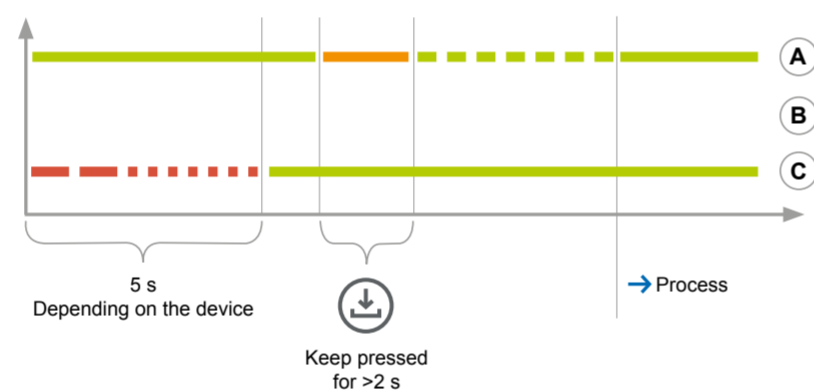 A
B
C
5 s
Depending on the device
Process
Keep pressed
for >2 s